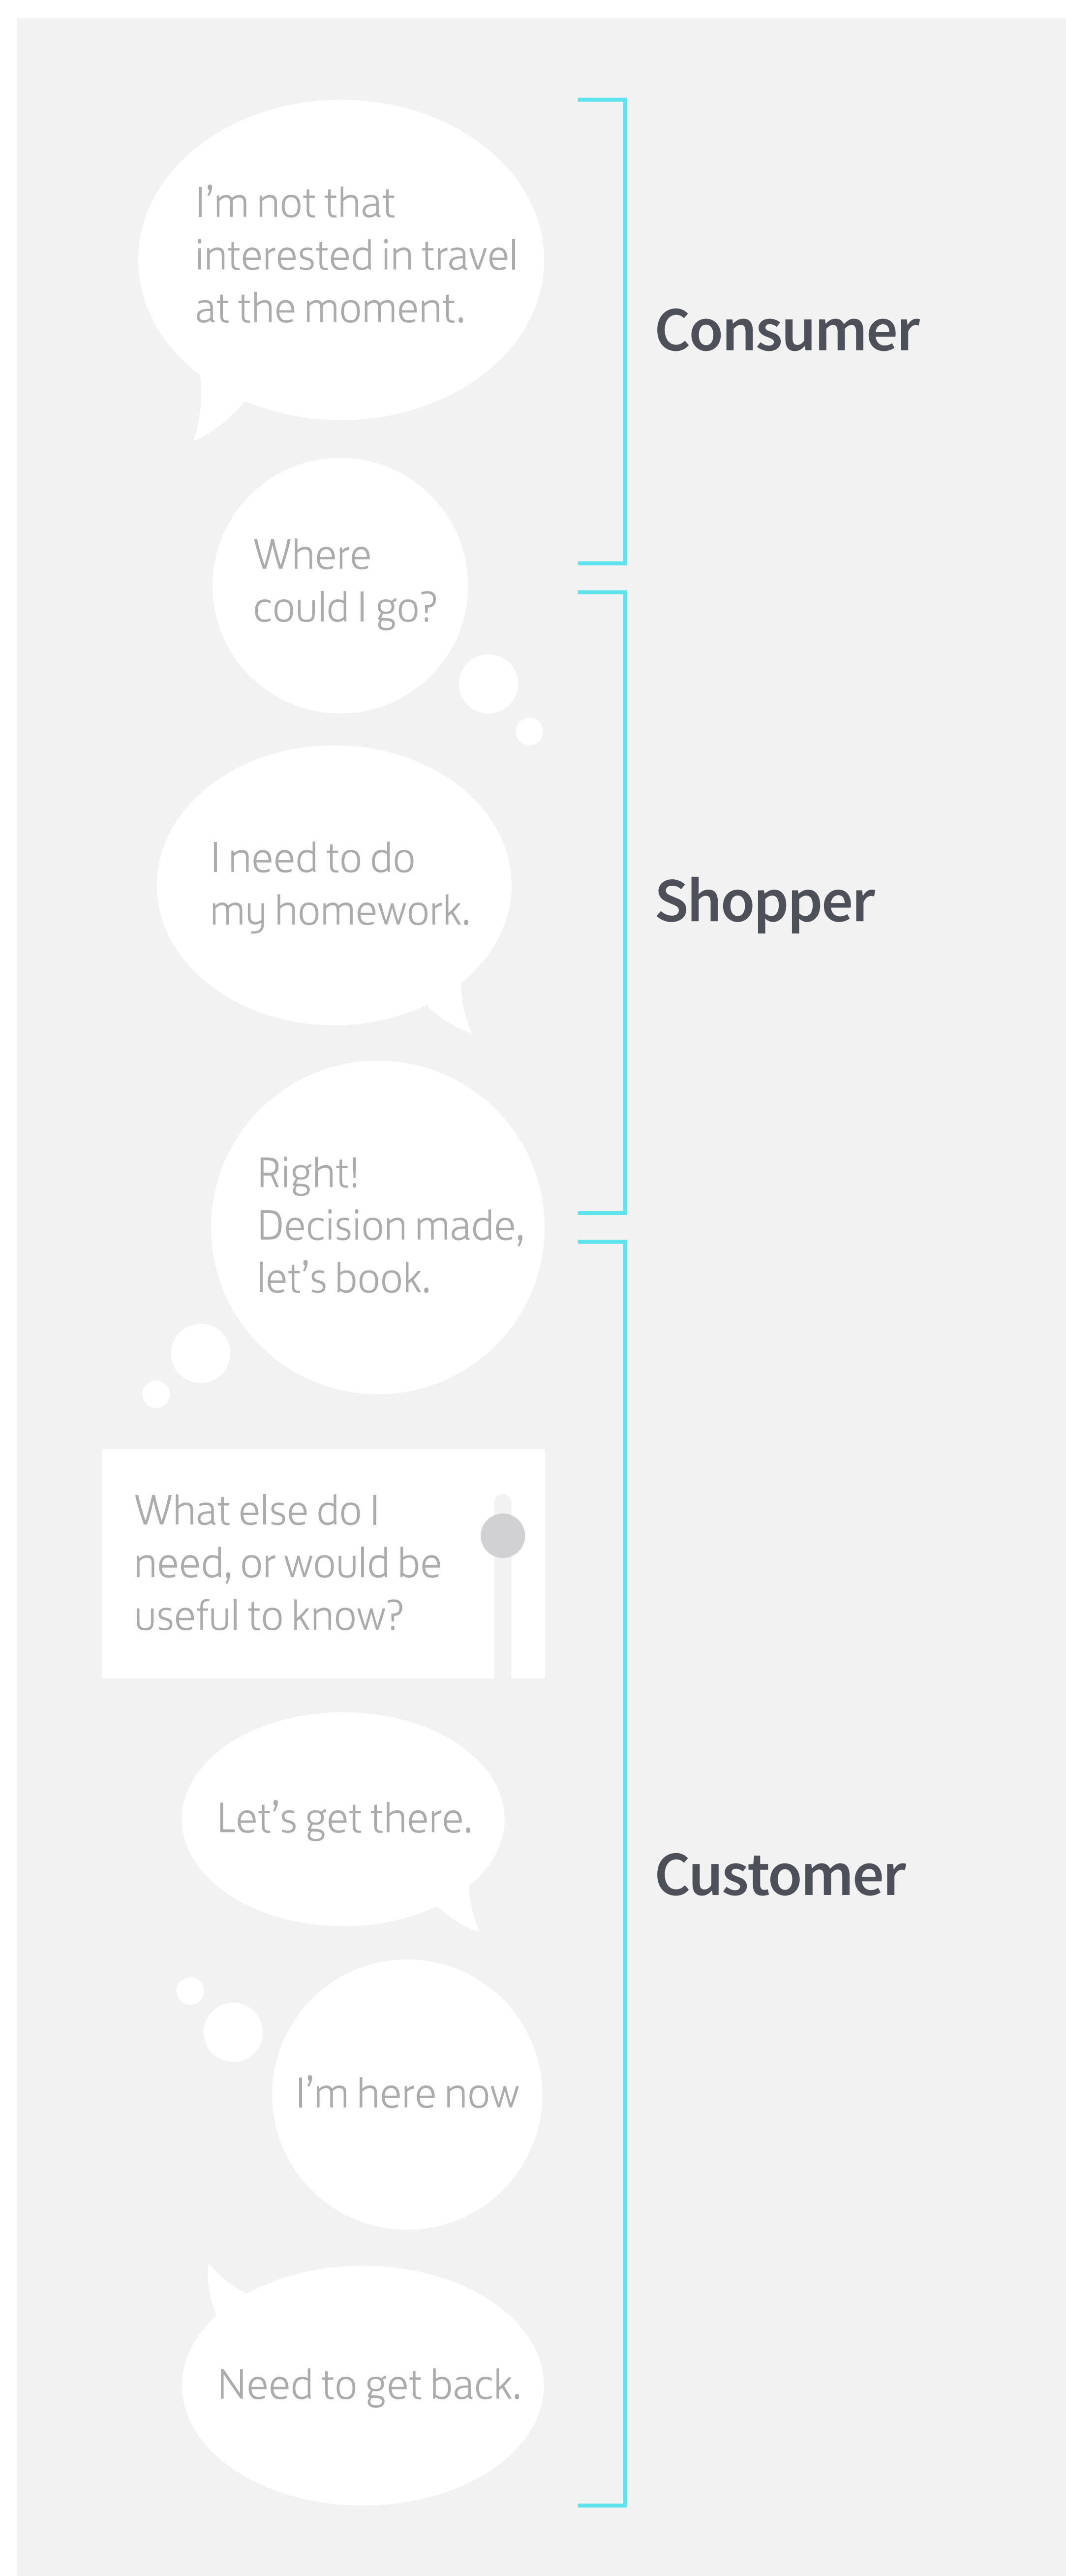 I'm not that
interested in travel
at the moment.
Consumer
Where
could I go?
I need to do
my homework.
Shopper
Right!
Decision made,
let's book.
What else do I
need, or would be
useful to know?
Let's get there.
Customer
I'm here now
Need to get back.